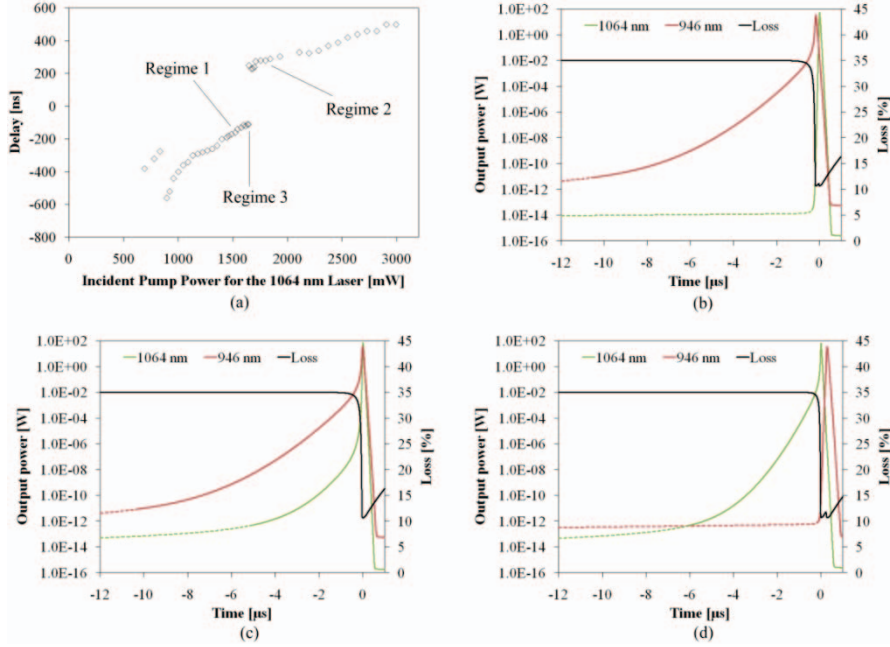 600
400
200
0
-200
-400
-600
-800
Delay [ns]
Regime 1
Regime 2
Regime 3
0 500 1000 1500 2000 2500 3000
Incident Pump Power for the 1064 nm Laser [mW]
(a)
1.0E+02
1.0E+00
1.0E-02
1.0E-04
1.0E-06
1.0E-08
1.0E-10
1.0E-12
1.0E-14
1.0E-16
Output power [W]
1064 nm 946 nm Loss
45
40
35
30
25
20
15
10
5
0
Loss [%]
-12 -10 -8 -6 -4 -2 0
Time [µs]
(b)
1.0E+02
1.0E+00
1.0E-02
1.0E-04
1.0E-06
1.0E-08
1.0E-10
1.0E-12
1.0E-14
1.0E-16
Output power [W]
1064 nm 946 nm Loss
45
40
35
30
25
20
15
10
5
0
Loss [%]
-12 -10 -8 -6 -4 -2 0
Time [µs]
(c)
1.0E+02
1.0E+00
1.0E-02
1.0E-04
1.0E-06
1.0E-08
1.0E-10
1.0E-12
1.0E-14
1.0E-16
Output power [W]
1064 nm 946 nm Loss
45
40
35
30
25
20
15
10
5
0
Loss [%]
-12 -10 -8 -6 -4 -2 0
Time [µs]
(d)